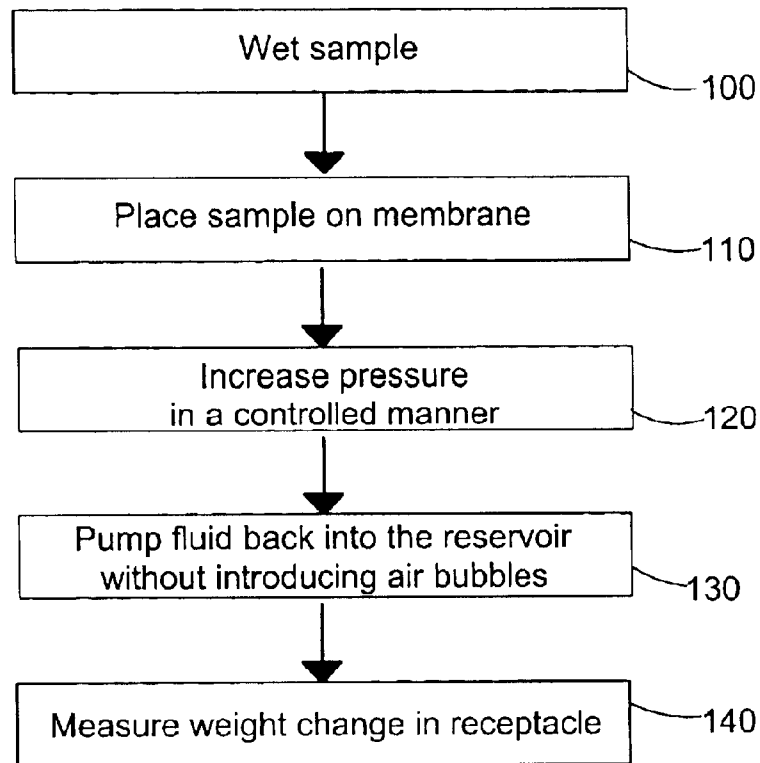 Wet sample
100
Place sample on membrane
110
Increase pressure
in a controlled manner
120
Pump fluid back into the reservoir
without introducing air bubbles
130
Measure weight change in receptacle
140